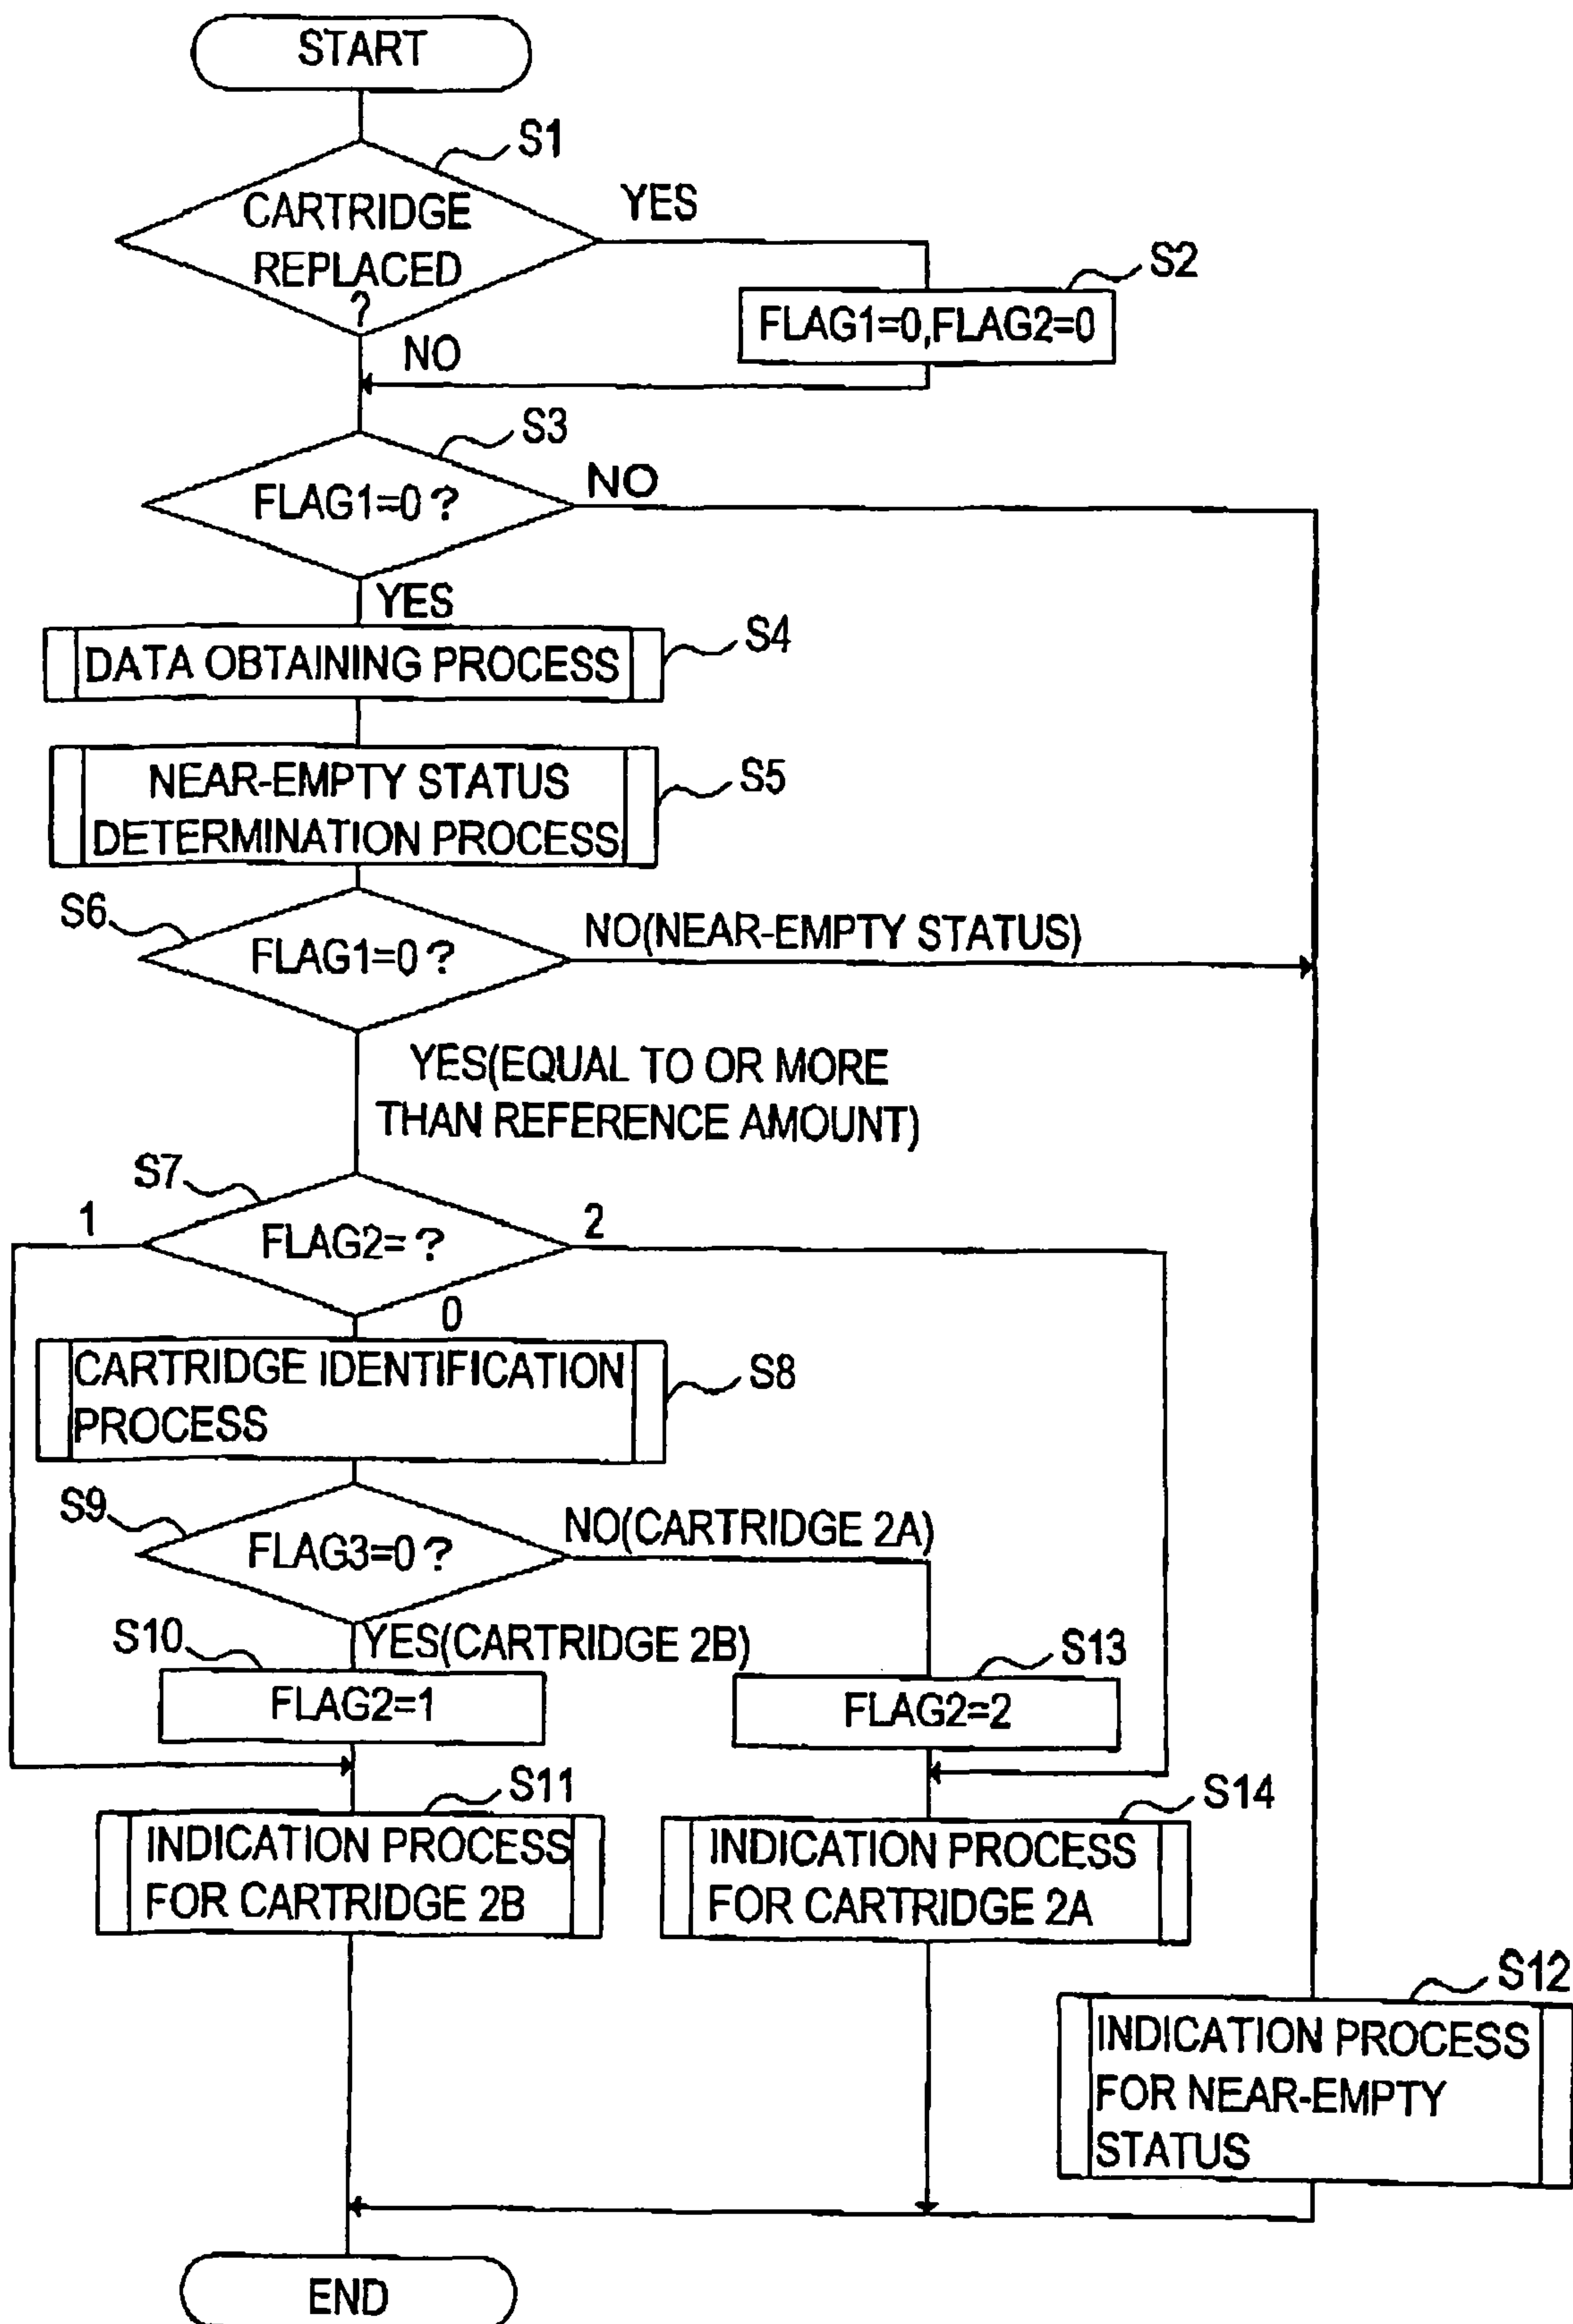 START
S1
CARTRIDGE
REPLACED
?
YES
S2
FLAG1=0,FLAG2=0
NO
S3
FLAG1=0 ?
NO
YES
S4
DATA OBTAINING PROCESS
S5
NEAR-EMPTY STATUS
DETERMINATION PROCESS
S6
FLAG1=0 ?
NO(NEAR-EMPTY STATUS)
YES(EQUAL TO OR MORE
THAN REFERENCE AMOUNT)
S7
1
FLAG2= ?
2
0
CARTRIDGE IDENTIFICATION
PROCESS
S8
S9
FLAG3=0 ?
NO(CARTRIDGE 2A)
YES(CARTRIDGE 2B)
S10
FLAG2=1
S13
FLAG2=2
S11
INDICATION PROCESS
FOR CARTRIDGE 2B
S14
INDICATION PROCESS
FOR CARTRIDGE 2A
S12
INDICATION PROCESS
FOR NEAR-EMPTY
STATUS
END